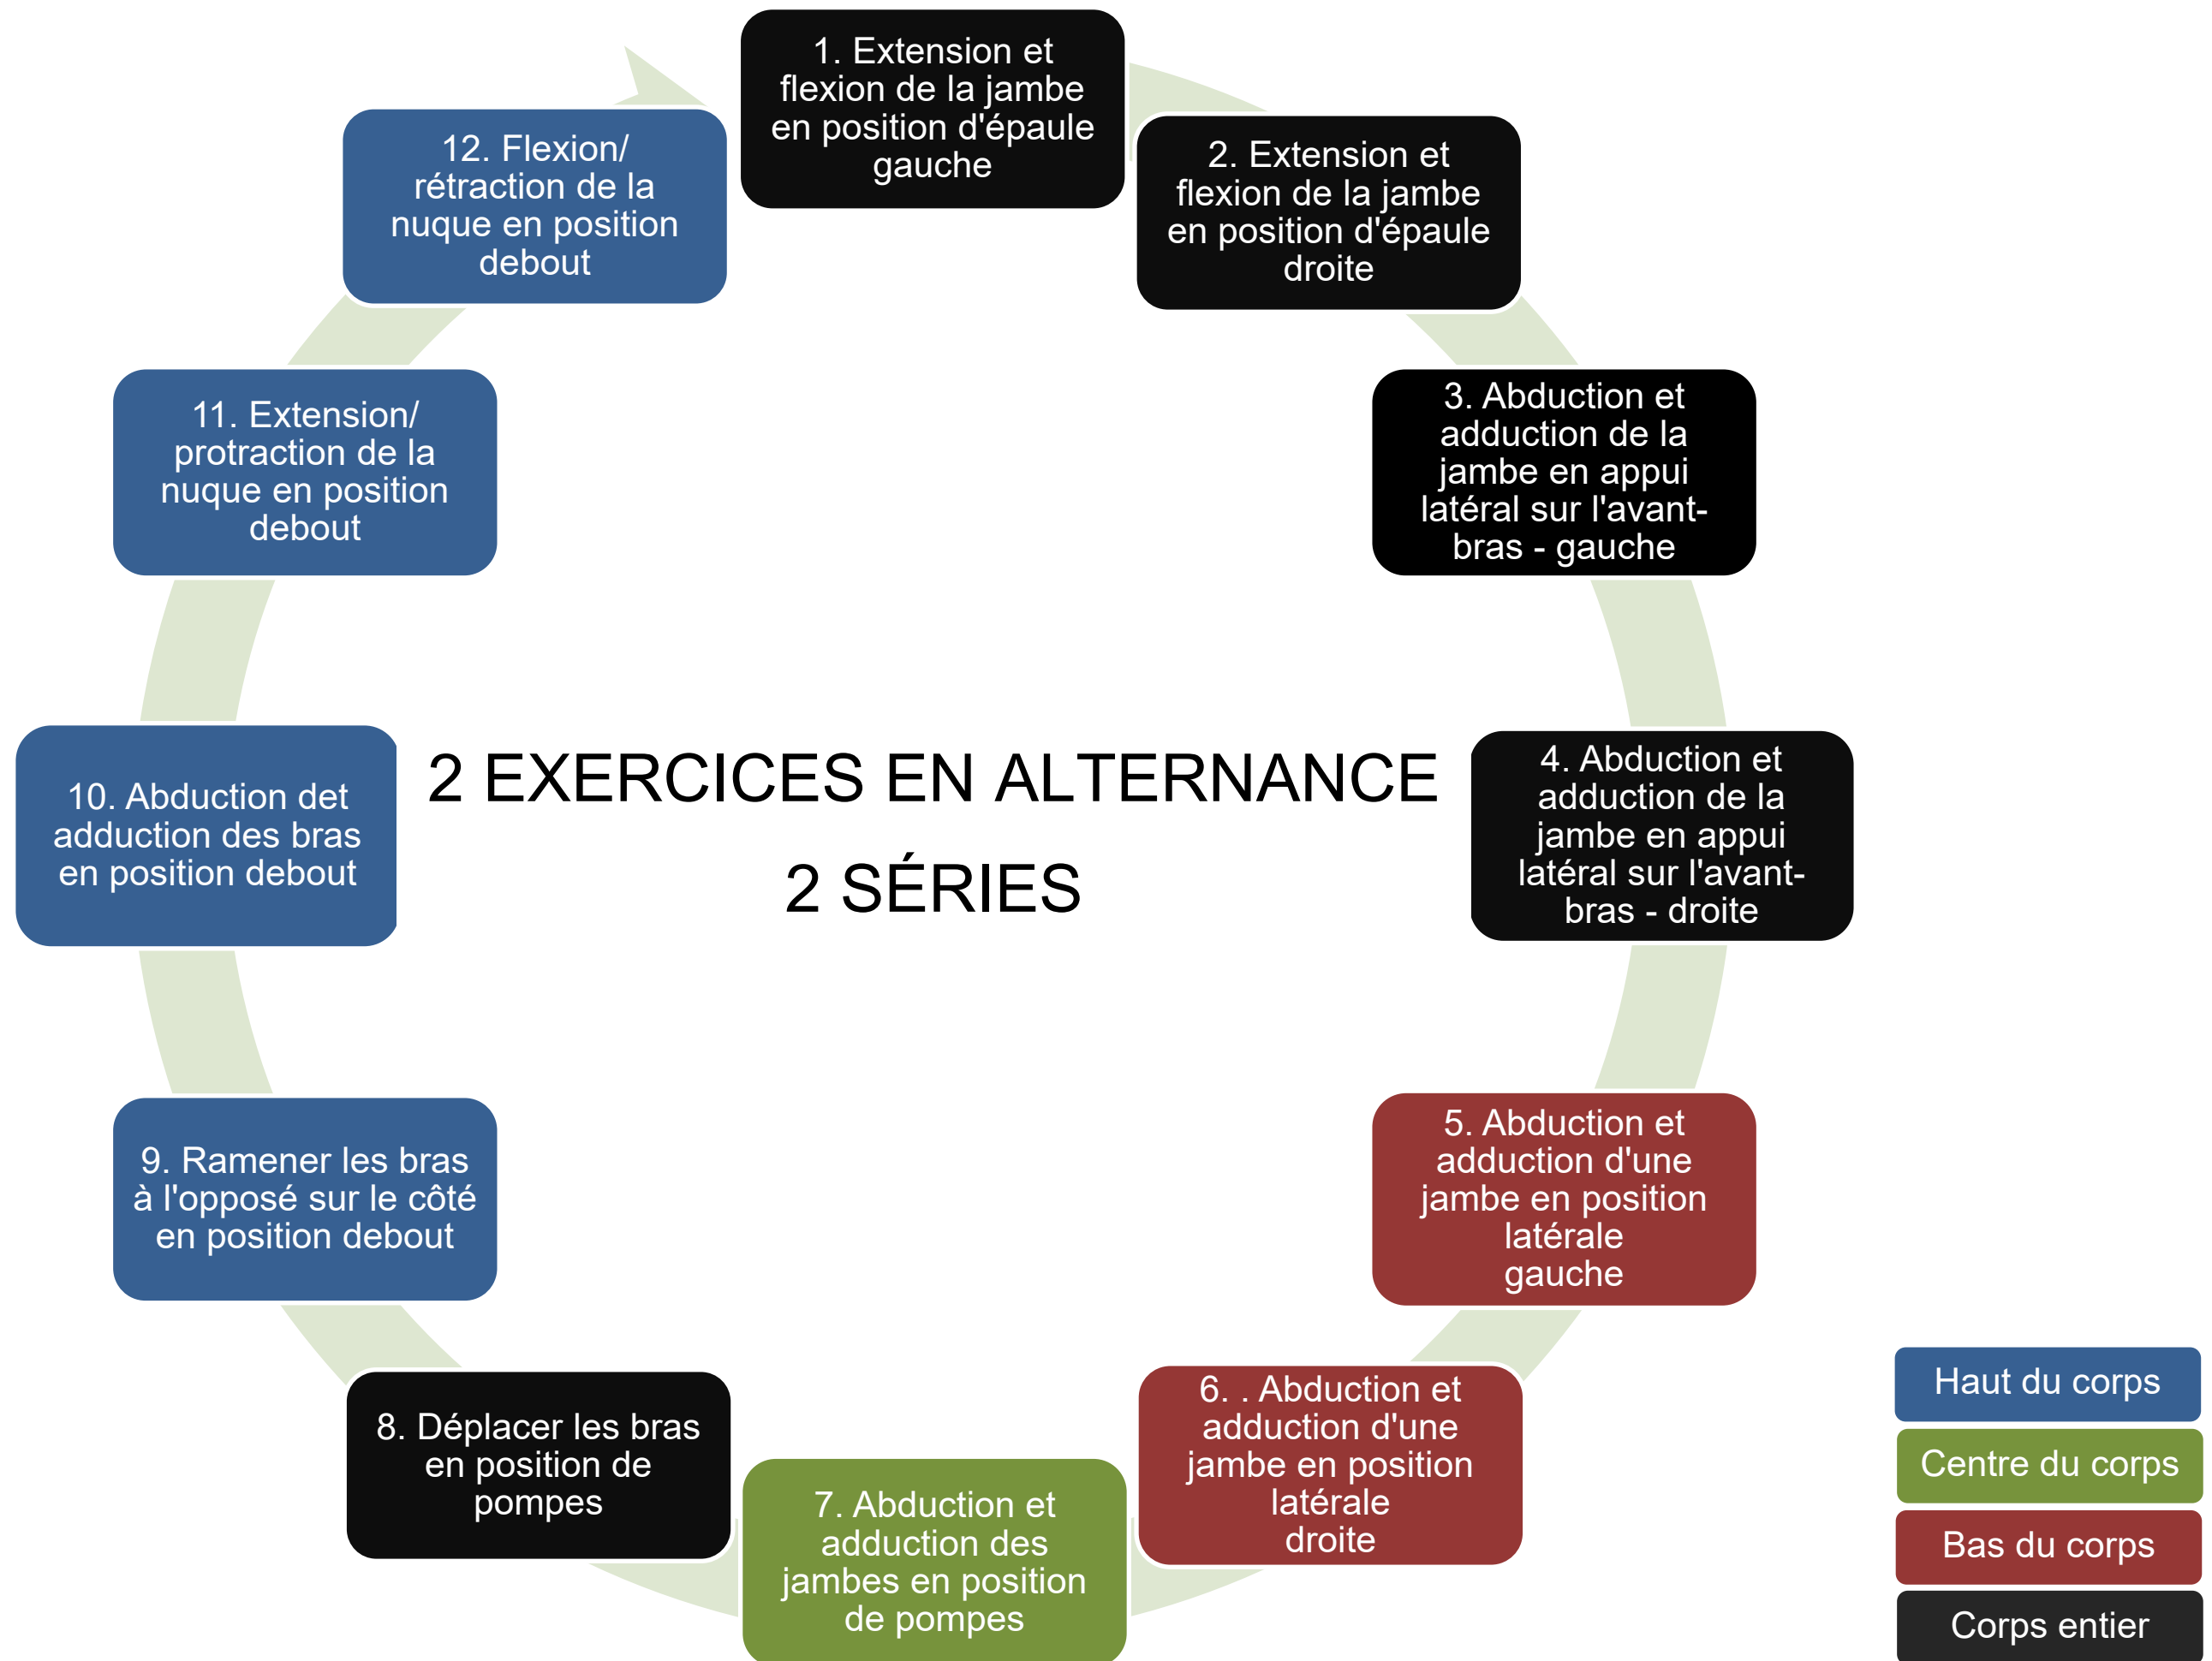 1. Extension et
flexion de la jambe
en position d'épaule
gauche
2. Extension et
flexion de la jambe
en position d'épaule
droite
3. Abduction et
adduction de la
jambe en appui
latéral sur l'avant-
bras - gauche
4. Abduction et
adduction de la
jambe en appui
latéral sur l'avant-
bras - droite
5. Abduction et
adduction d'une
jambe en position
latérale
gauche
6. . Abduction et
adduction d'une
jambe en position
latérale
droite
7. Abduction et
adduction des
jambes en position
de pompes
8. Déplacer les bras
en position de
pompes
9. Ramener les bras
à l'opposé sur le côté
en position debout
10. Abduction det
adduction des bras
en position debout
11. Extension/
protraction de la
nuque en position
debout
12. Flexion/
rétraction de la
nuque en position
debout
2 EXERCICES EN ALTERNANCE
2 SÉRIES
Haut du corps
Centre du corps
Bas du corps
Corps entier